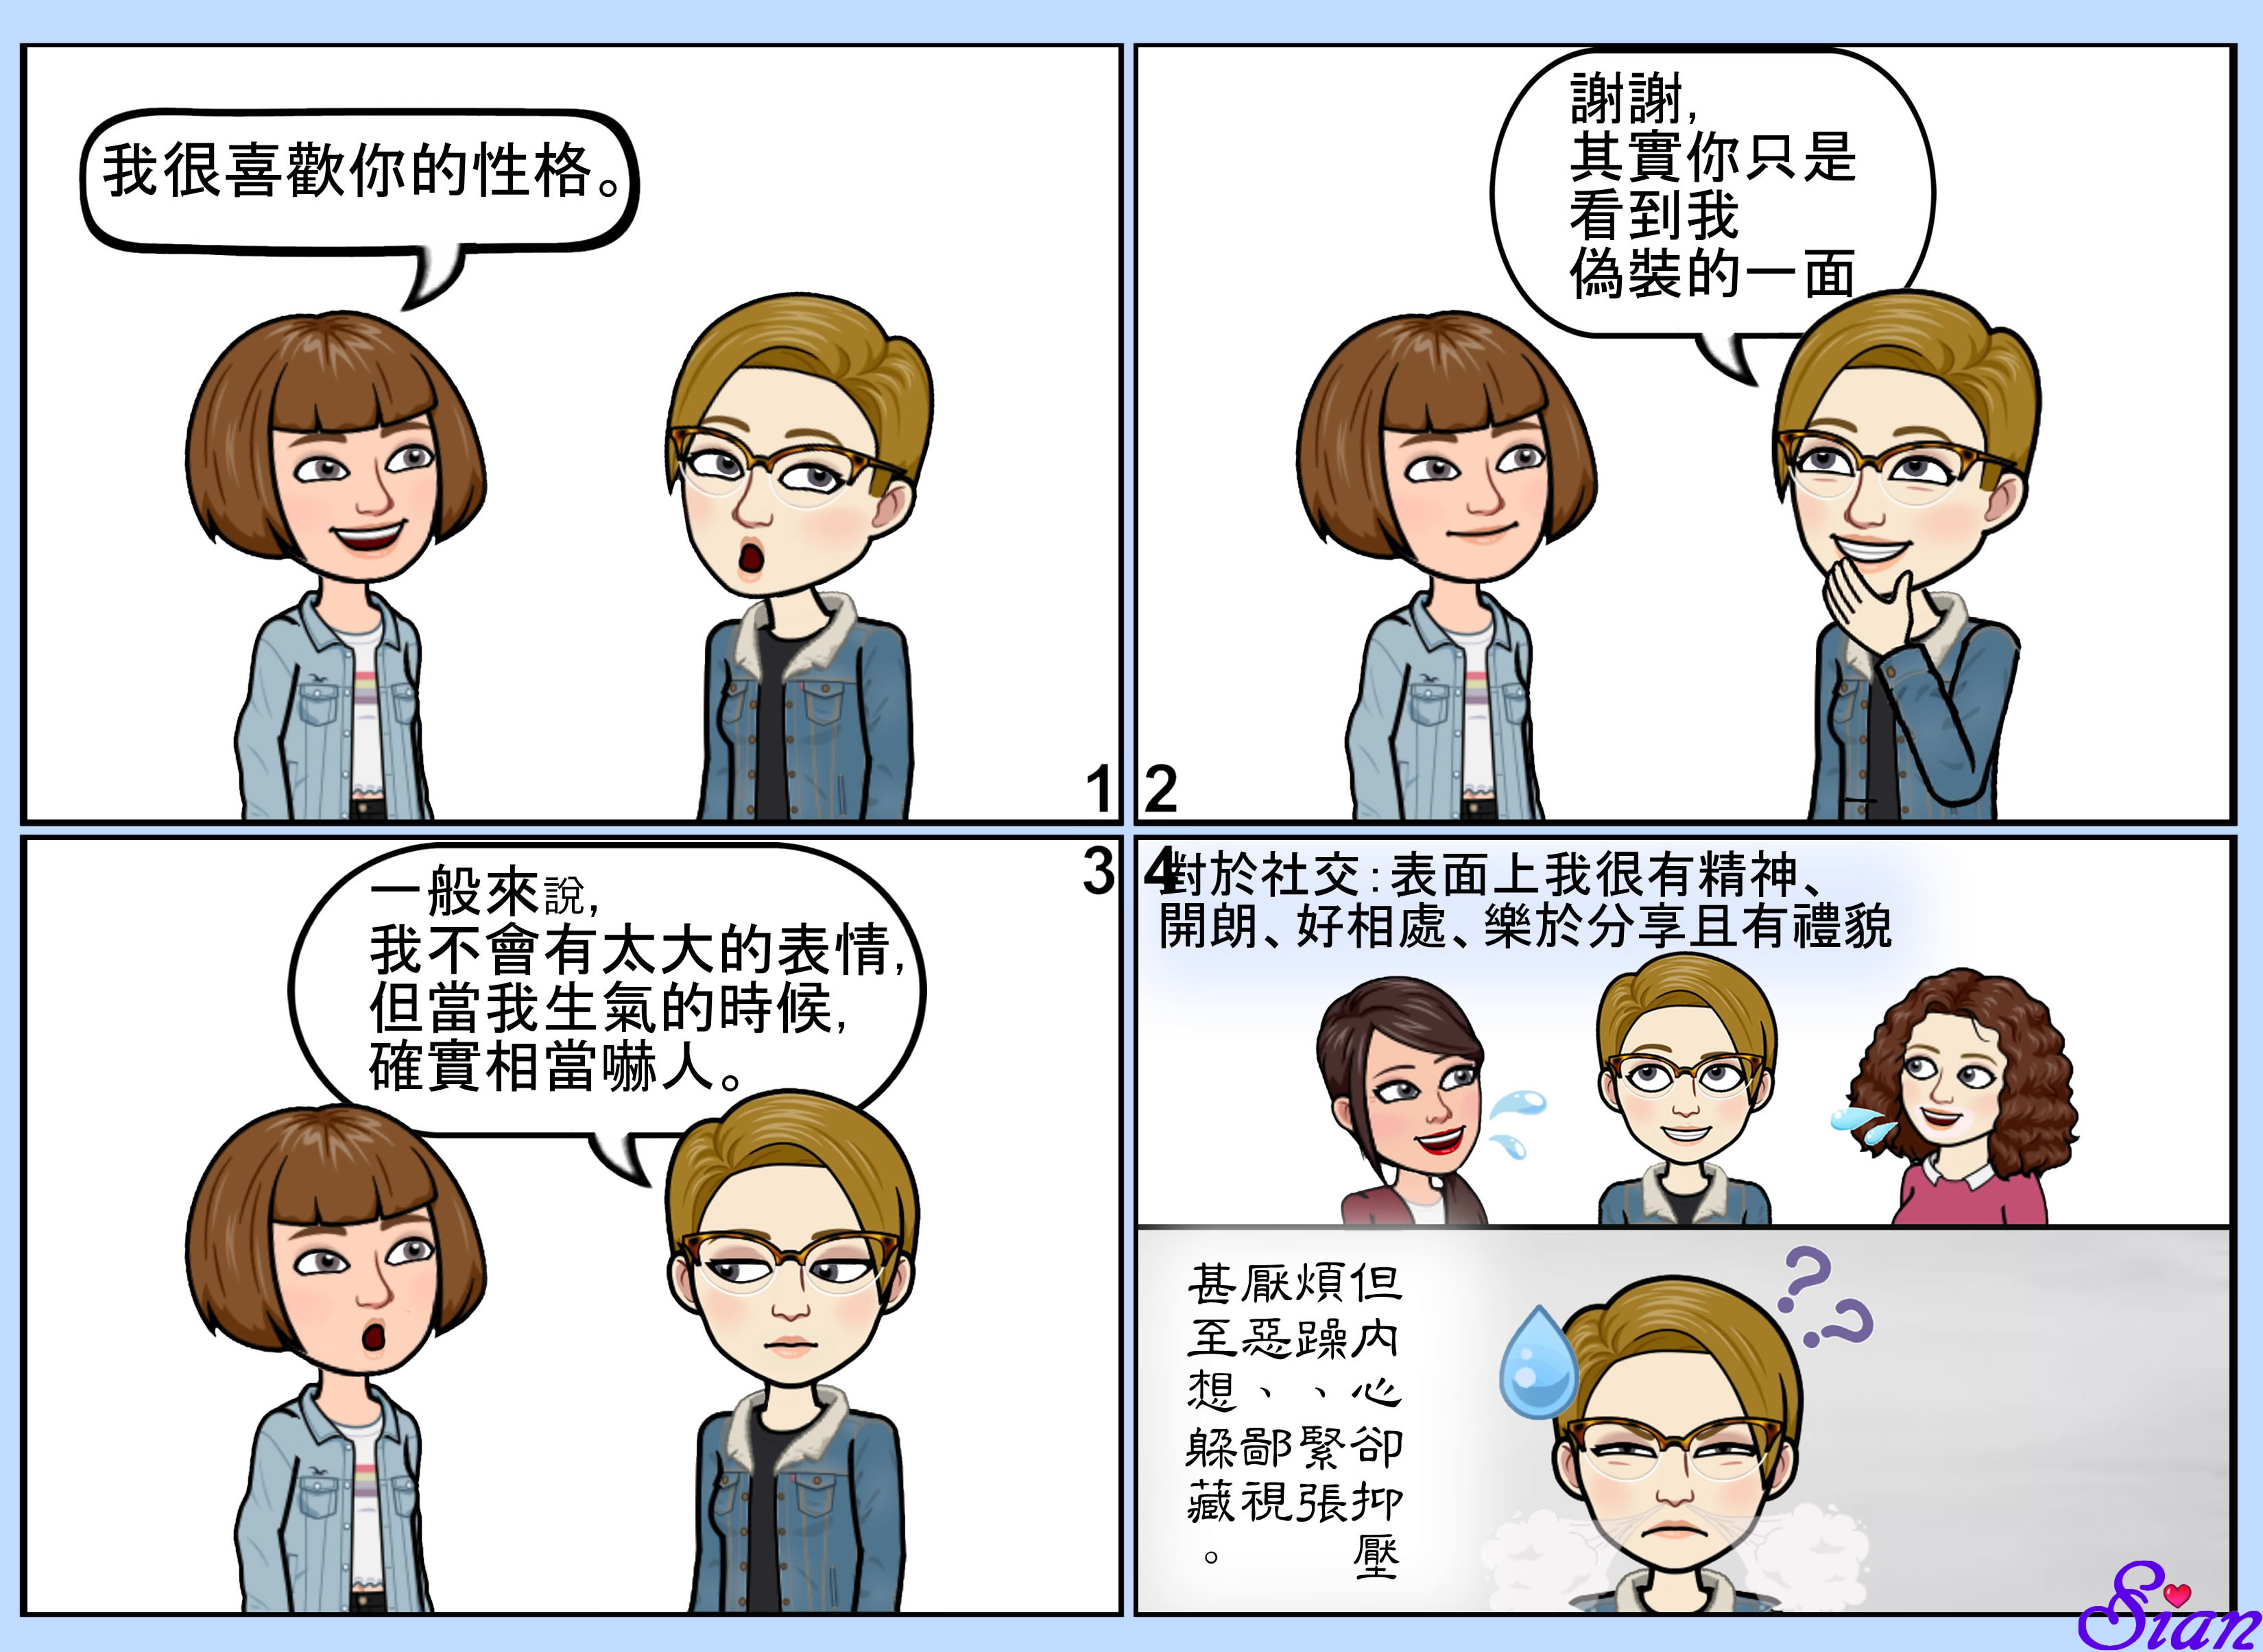 我很喜歡你的性格。
1
謝謝,
其實你只是
看到我
偽裝的一面
2
一般來說,
我不會有太大的表情,
但當我生氣的時候,
確實相當嚇人。
3
4
對於社交:表面上我很有精神、
開朗、好相處、樂於分享且有禮貌
但內心卻抑壓
煩躁、緊張
厭惡、鄙視
甚至想躲藏。
Sian